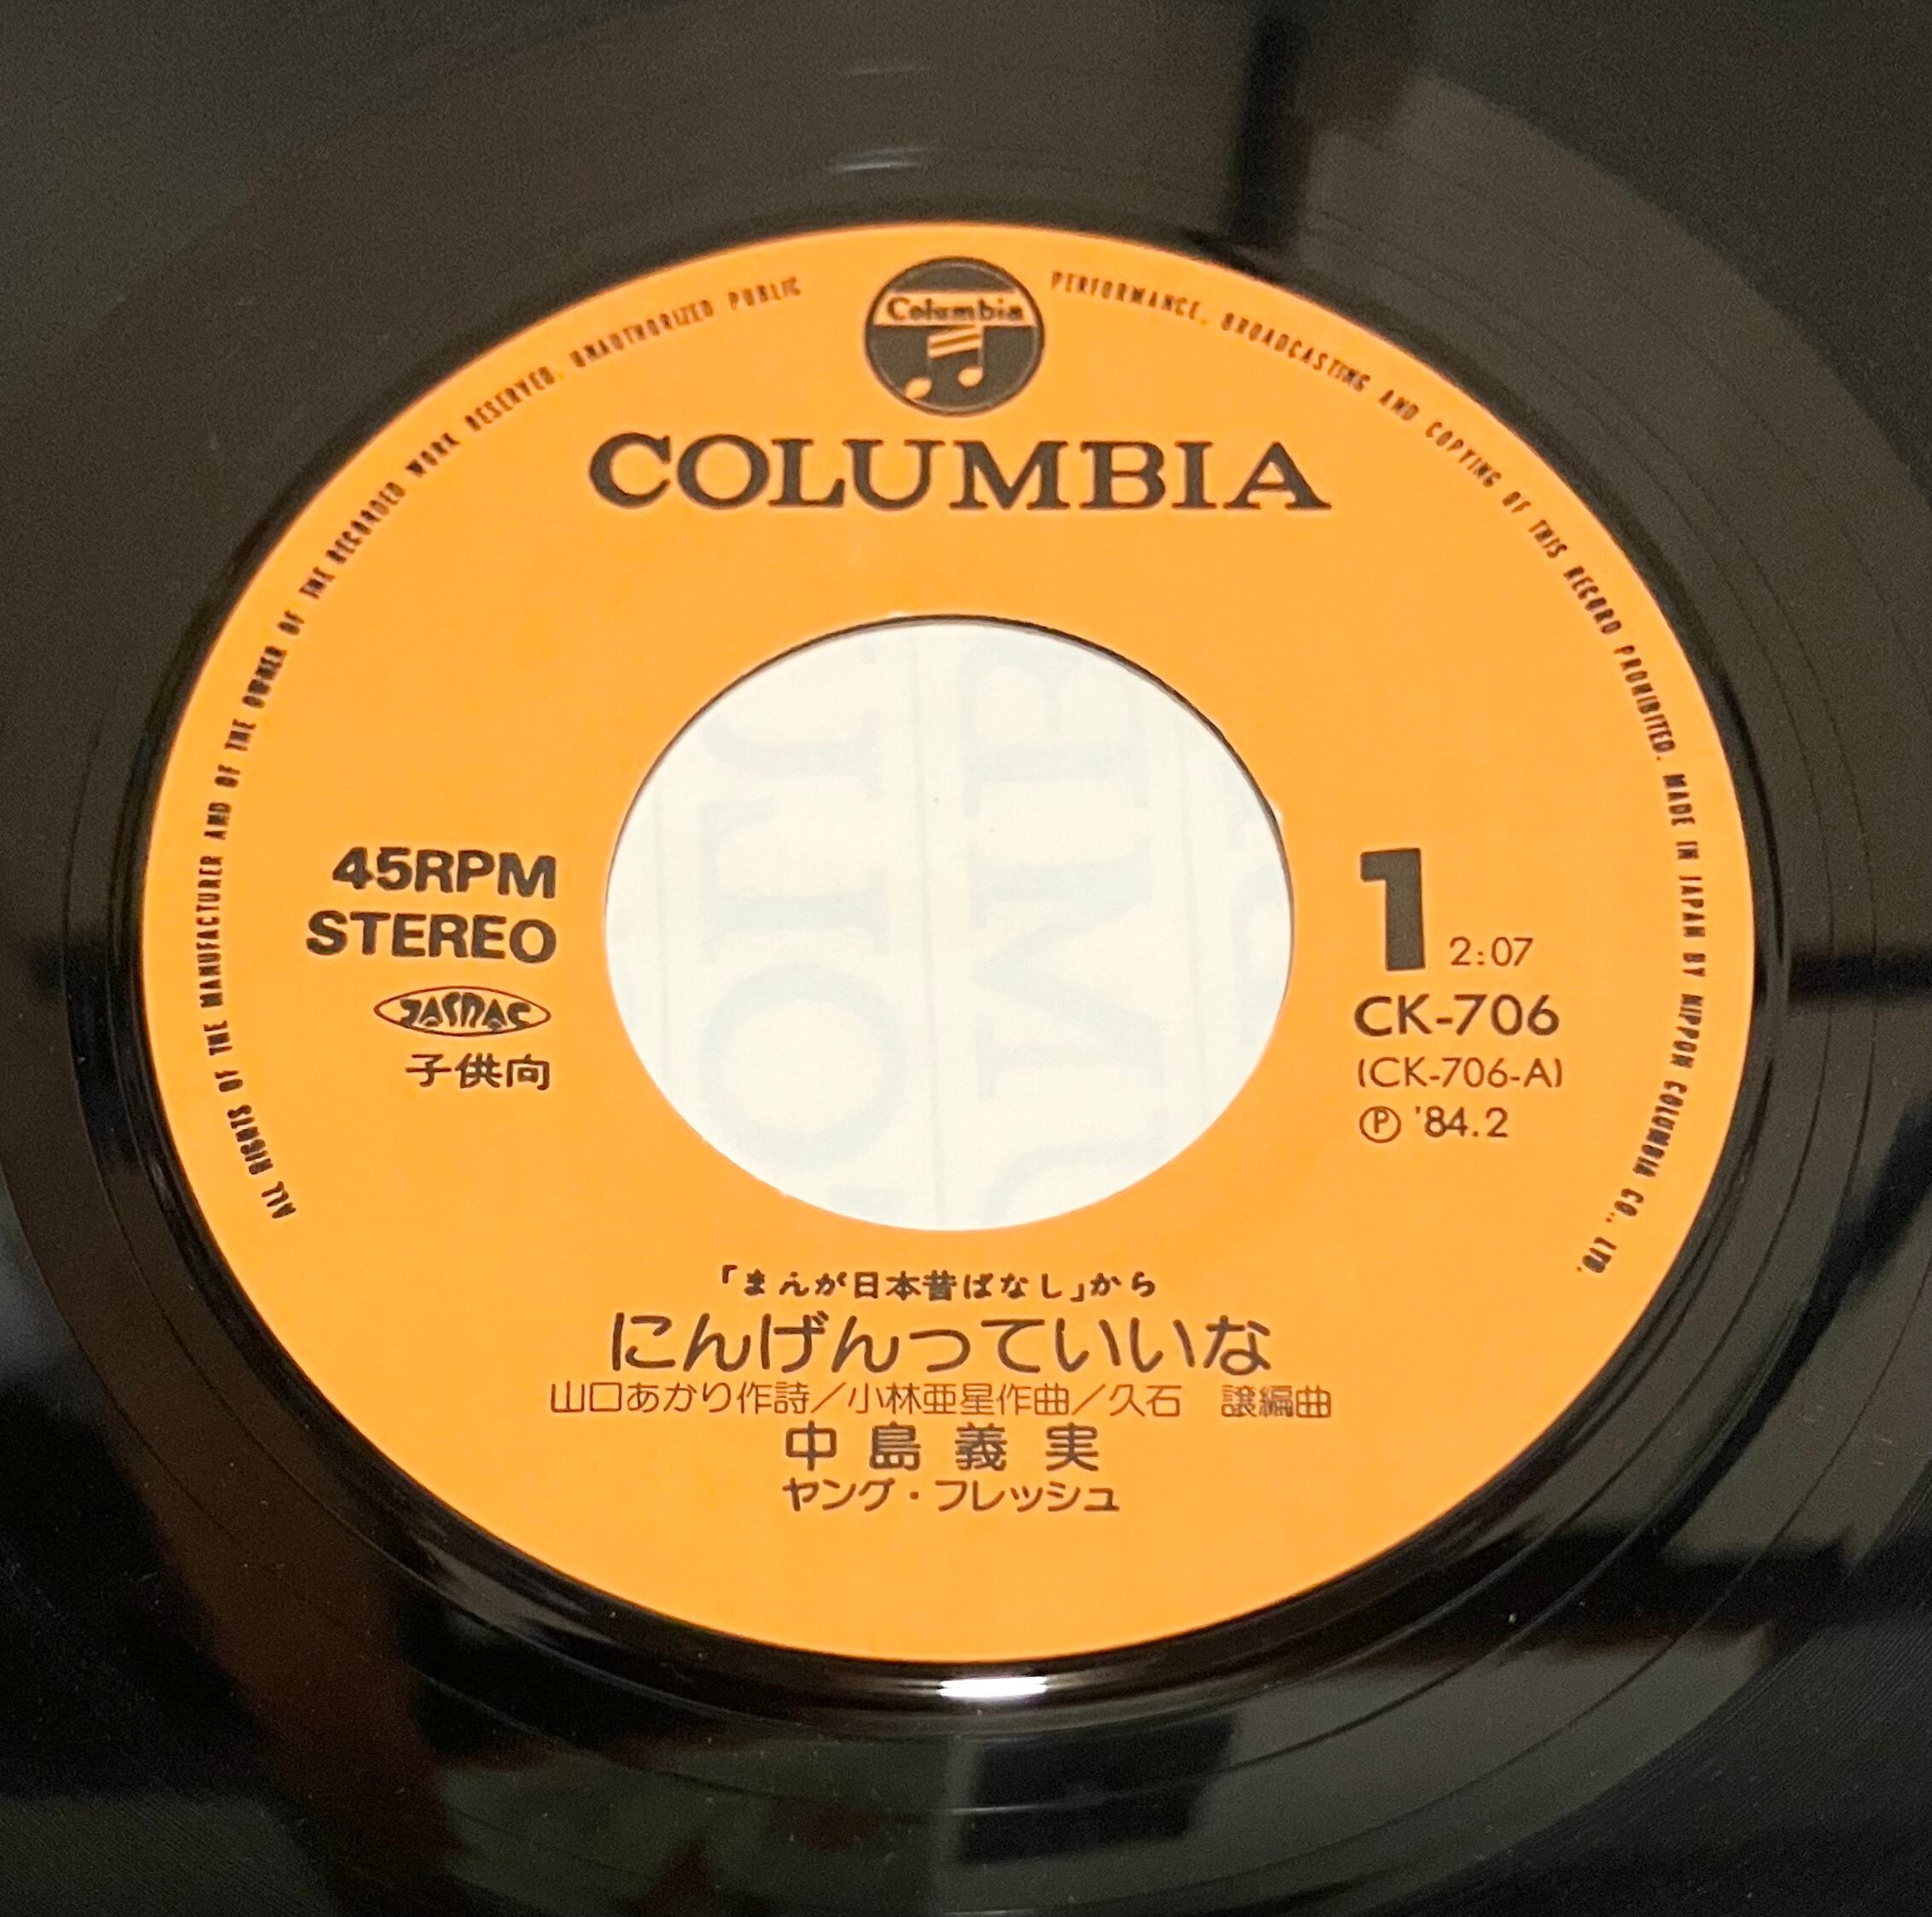 ALL RIGHTS OF THE MANUFACTURER AND OF THE OWNER OF THE RECORDED WORK RESERVED. UNAUTHORIZED PUBLIC PERFORMANCE, BROADCASTING AND COPYING OF THIS RECORD PROHIBITED. MADE IN JAPAN BY NIPPON COLUMBIA CO., LTD.
Columbia
COLUMBIA
45RPM
STEREO
JASRAC
子供向
1 2:07
CK-706
(CK-706-A)
Ⓟ '84.2
「まんが日本昔ばなし」から
にんげんっていいな
山口あかり作詩／小林亜星作曲／久石 譲編曲
中島義実
ヤング・フレッシュ